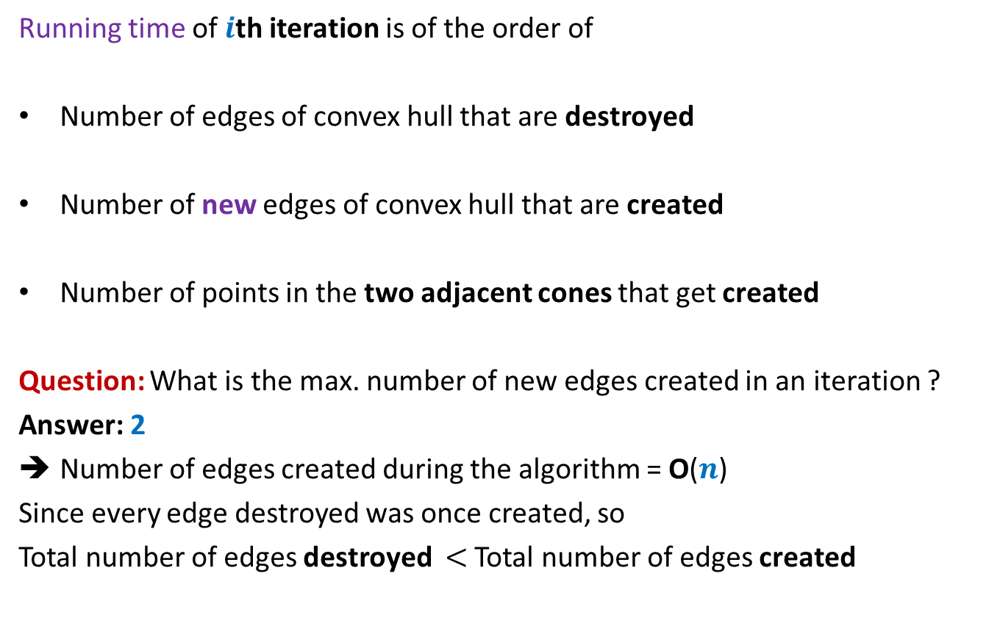 Running time of ith iteration is of the order of
• Number of edges of convex hull that are destroyed
• Number of new edges of convex hull that are created
• Number of points in the two adjacent cones that get created
Question: What is the max. number of new edges created in an iteration ?
Answer: 2
➔ Number of edges created during the algorithm = O(n)
Since every edge destroyed was once created, so
Total number of edges destroyed < Total number of edges created